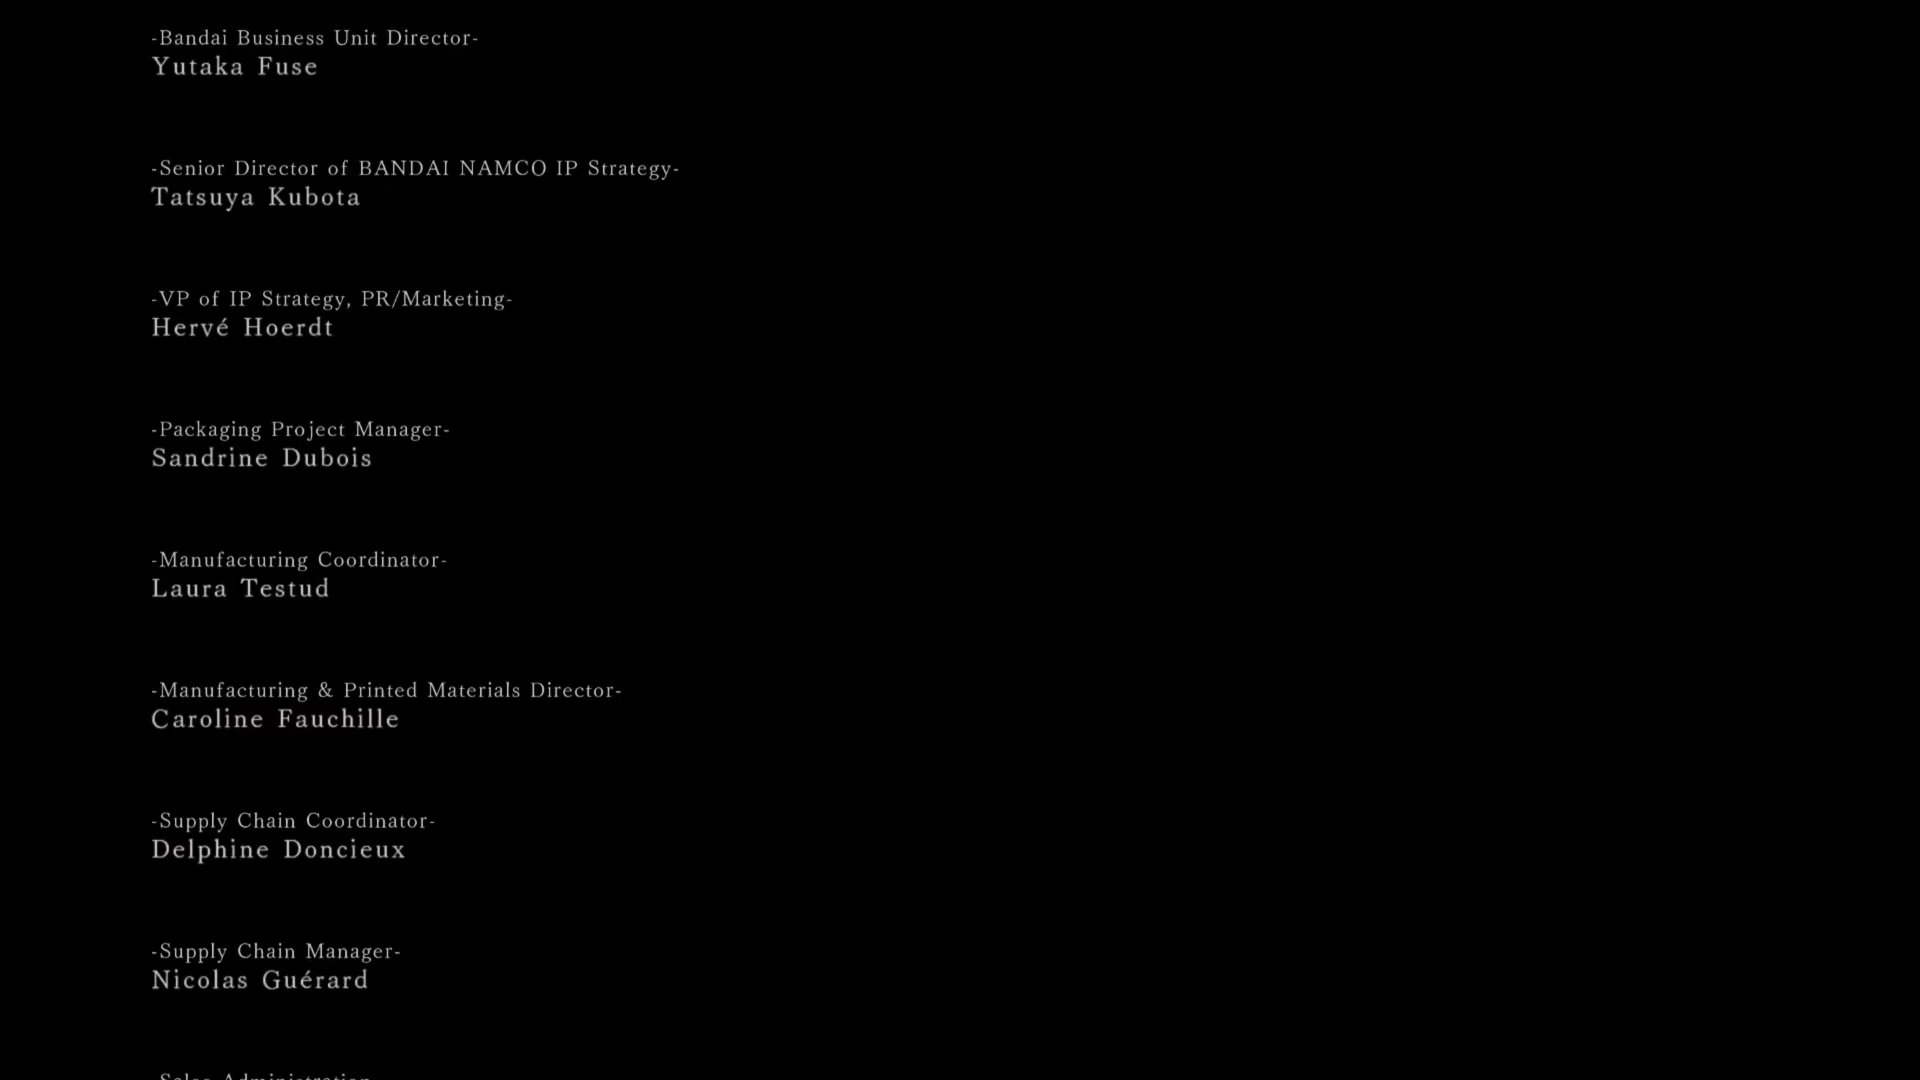 -Bandai Business Unit Director-
Yutaka Fuse
-Senior Director of BANDAI NAMCO IP Strategy-
Tatsuya Kubota
-VP of IP Strategy, PR/Marketing-
Hervé Hoerdt
-Packaging Project Manager-
Sandrine Dubois
-Manufacturing Coordinator-
Laura Testud
-Manufacturing & Printed Materials Director-
Caroline Fauchille
-Supply Chain Coordinator-
Delphine Doncieux
-Supply Chain Manager-
Nicolas Guérard
-Sales Administration-